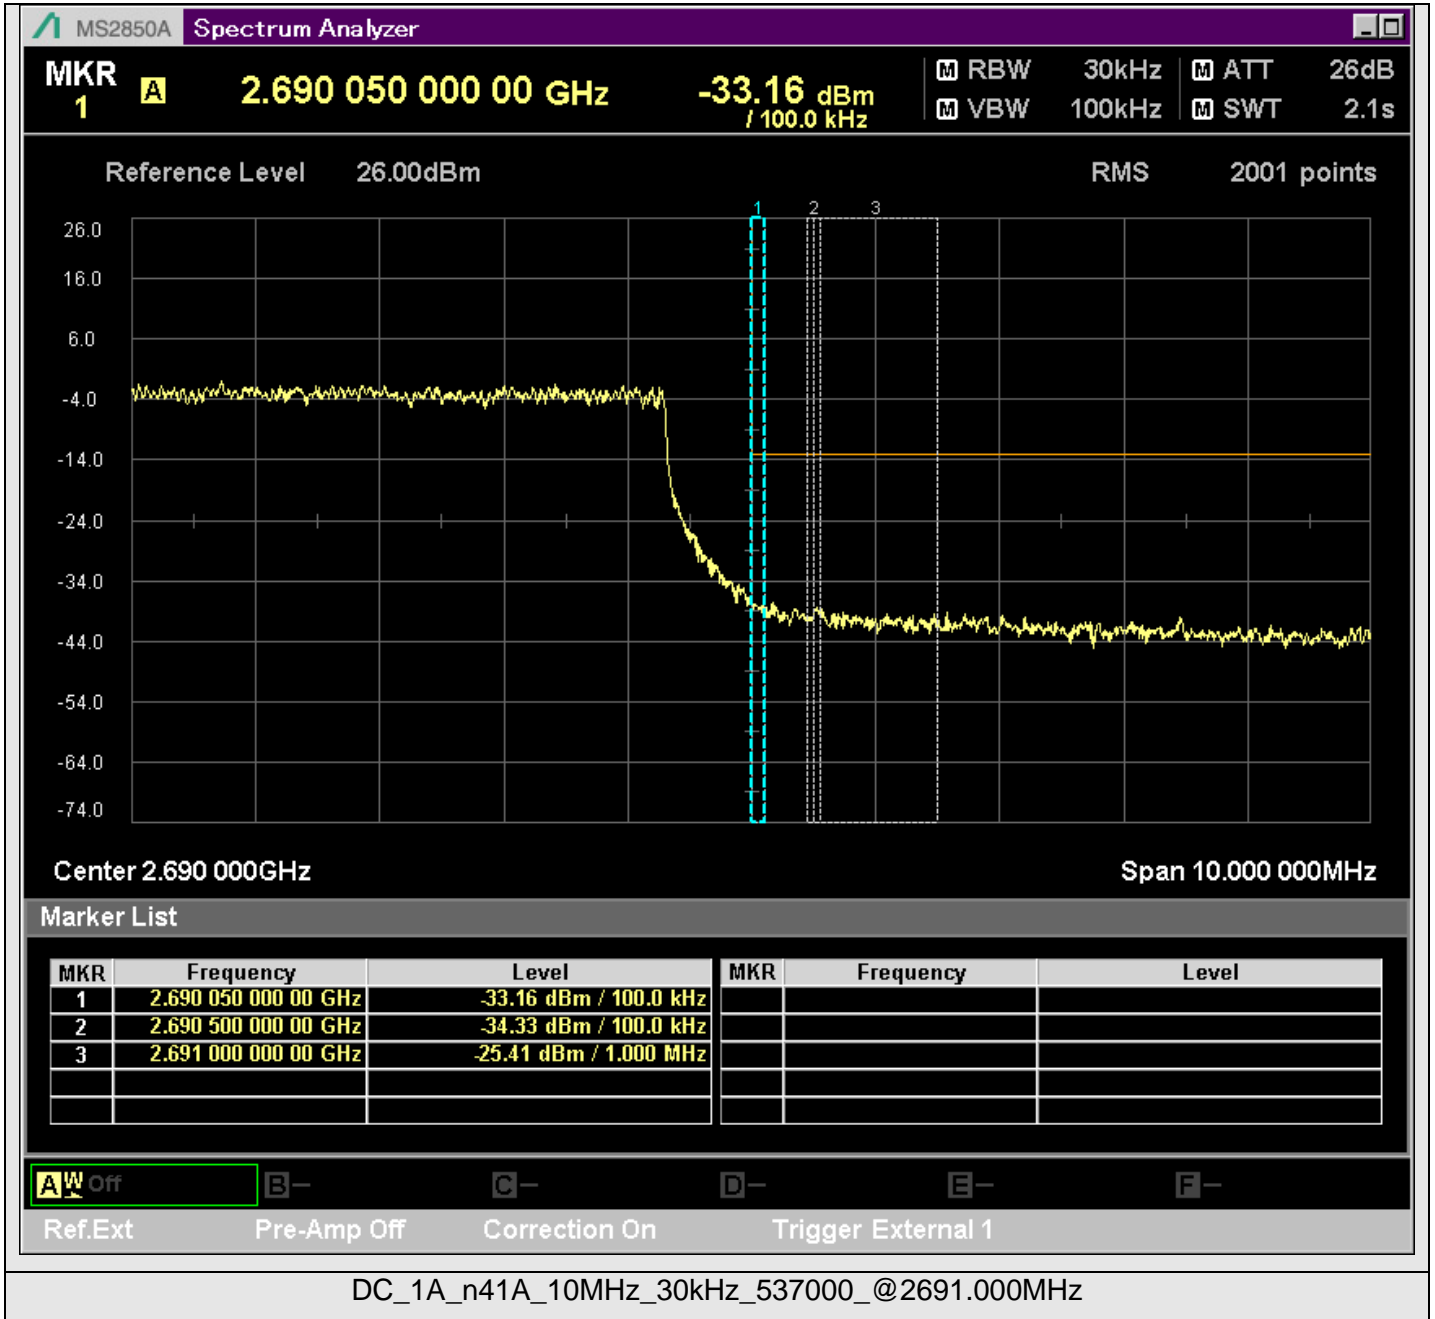 MS2850A Spectrum Analyzer
MKR 1 A 2.690 050 000 00 GHz -33.16 dBm / 100.0 kHz
M RBW 30kHz M ATT 26dB
M VBW 100kHz M SWT 2.1s
Reference Level 26.00dBm RMS 2001 points
1 2 3
26.0
16.0
6.0
-4.0
-14.0
-24.0
-34.0
-44.0
-54.0
-64.0
-74.0
Center 2.690 000GHz Span 10.000 000MHz
Marker List
MKR Frequency Level MKR Frequency Level
1 2.690 050 000 00 GHz -33.16 dBm / 100.0 kHz
2 2.690 500 000 00 GHz -34.33 dBm / 100.0 kHz
3 2.691 000 000 00 GHz -25.41 dBm / 1.000 MHz
A W Off B – C – D – E – F –
Ref.Ext Pre-Amp Off Correction On Trigger External 1
DC_1A_n41A_10MHz_30kHz_537000_@2691.000MHz